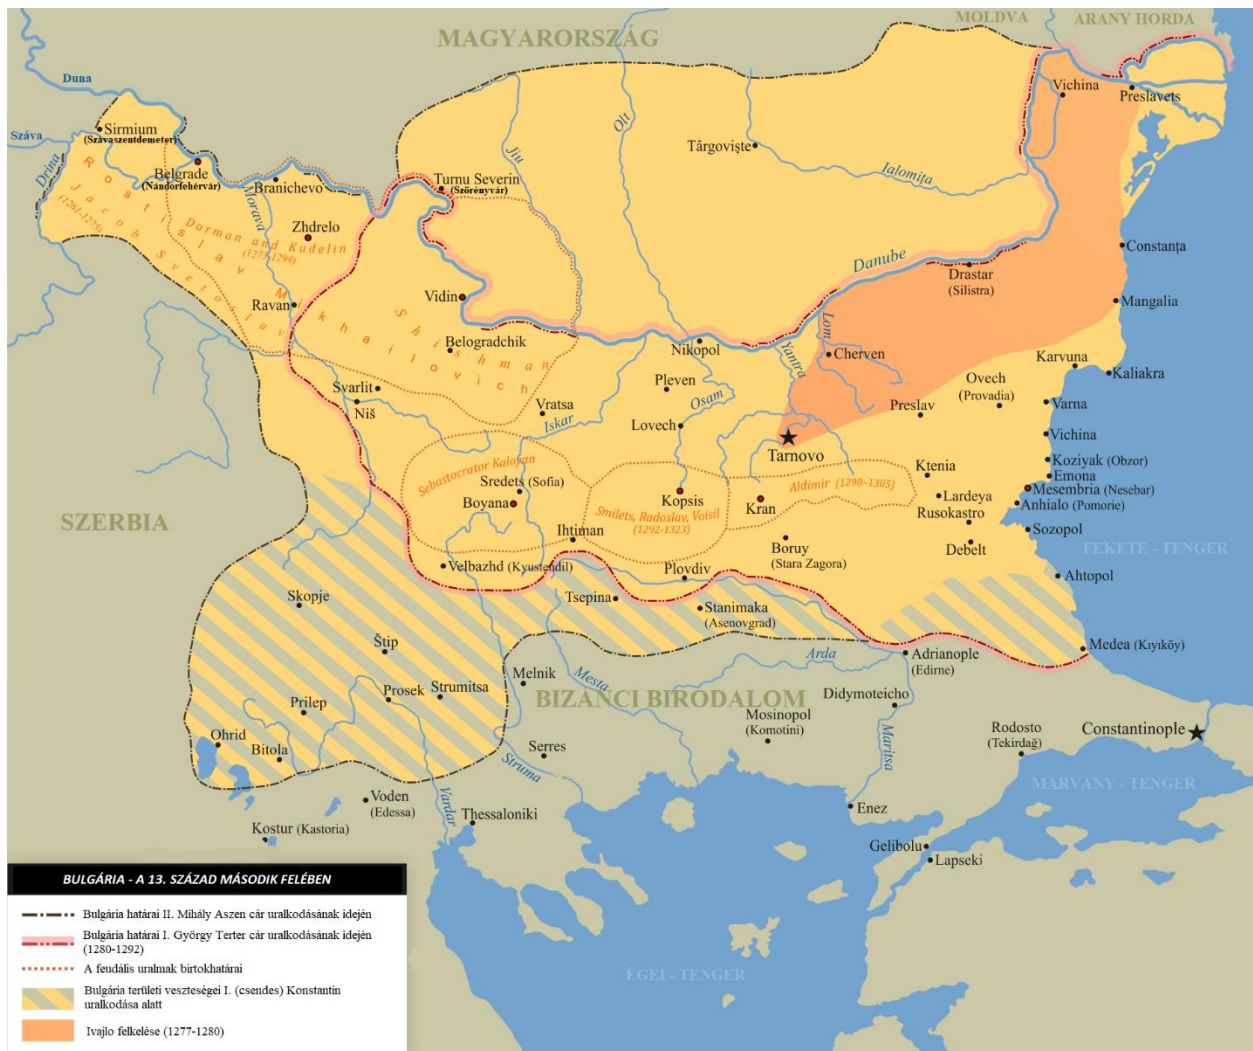 MAGYARORSZÁG
MOLDVA
ARANY HORDA
Duna
Sirmium
(Szávaszentdemeter)
Száva
Drina
Belgrade
(Nándorfehérvár)
Branichevo
Morava
Turnu Severin
(Szörényvár)
Jiu
Olt
Târgoviște
Ialomița
Vichina
Preslavets
Rostislav Mikhailovich
Jacob Svetoslav
(1261-1275)
Darman and Kudelin
(1273-1294)
Zhdrelo
Ravan
Vidin
Shishman
Belogradchik
Svarlit
Niš
Vratsa
Iskar
Danube
Drastar
(Silistra)
Constanța
Mangalia
Nikopol
Yantra
Lom
Cherven
Karvuna
Kaliakra
Pleven
Osam
Ovech
(Provadia)
Preslav
Varna
Lovech
Tarnovo
Vichina
Koziyak (Obzor)
Emona
Mesembria (Nesebar)
Anhialo (Pomorie)
Sebastocrator Kaloyan
Sredets (Sofia)
Boyana
Kopsis
Smilets, Radoslav, Voisil
(1292-1323)
Aldimir (1298-1305)
Kran
Ktenia
Lardeya
Rusokastro
Sozopol
Debelt
SZERBIA
Ihtiman
Velbazhd (Kyustendil)
Boruy
(Stara Zagora)
FEKETE - TENGER
Ahtopol
Plovdiv
Tsepina
Stanimaka
(Asenovgrad)
Skopje
Štip
Medea (Kıyıköy)
Arda
Adrianople
(Edirne)
Melnik
Mesta
BIZÁNCI BIRODALOM
Didymoteicho
Prilep
Prosek
Strumitsa
Mosinopol
(Komotini)
Rodosto
(Tekirdağ)
Constantinople
Ohrid
Bitola
Serres
Struma
Maritsa
MÁRVÁNY - TENGER
Voden
(Edessa)
Vardar
Thessaloniki
Enez
Kostur (Kastoria)
Gelibolu
Lapseki
ÉGEI - TENGER
BULGÁRIA - A 13. SZÁZAD MÁSODIK FELÉBEN
Bulgária határai II. Mihály Aszen cár uralkodásának idején
Bulgária határai I. György Terter cár uralkodásának idején
(1280-1292)
A feudális uralmak birtokhatárai
Bulgária területi veszteségei I. (csendes) Konstantin
uralkodása alatt
Ivajlo felkelése (1277-1280)